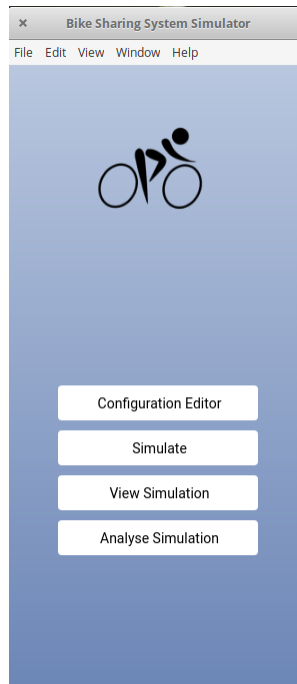 Bike Sharing System Simulator
File Edit View Window Help
Configuration Editor
Simulate
View Simulation
Analyse Simulation